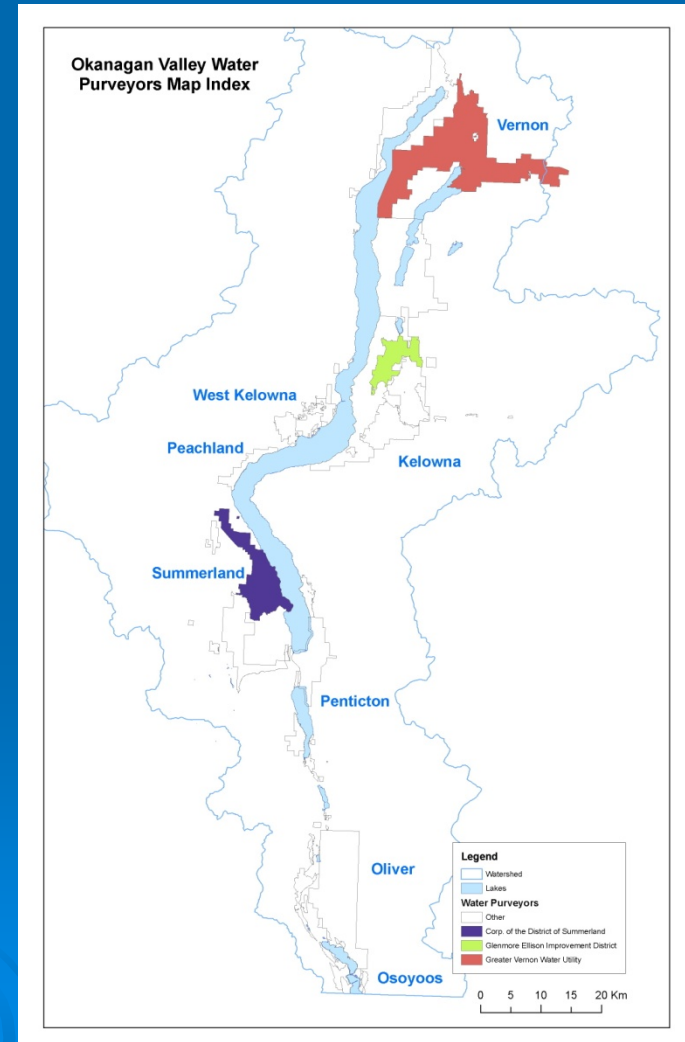 Okanagan Valley Water
Purveyors Map Index
Vernon
West Kelowna
Peachland
Kelowna
Summerland
Penticton
Oliver
Osoyoos
Legend
Watershed
Lakes
Water Purveyors
Other
Corp. of the District of Summerland
Glenmore Ellison Improvement District
Greater Vernon Water Utility
0 5 10 15 20 Km